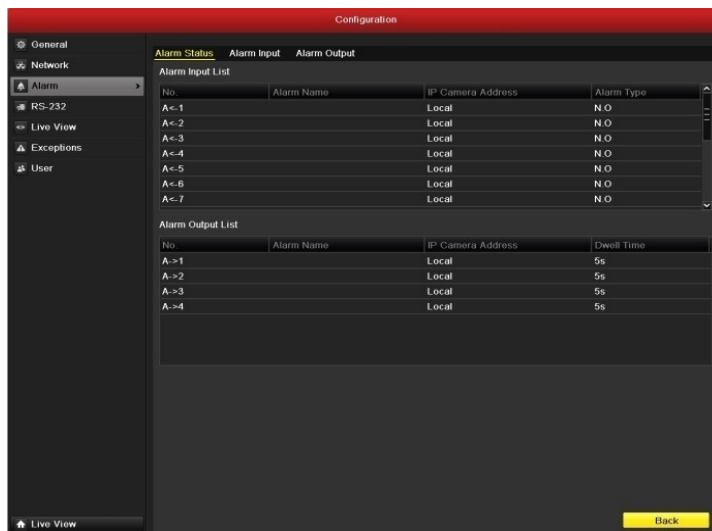 Configuration
General
Network
Alarm
RS-232
Live View
Exceptions
User
Alarm Status Alarm Input Alarm Output
Alarm Input List
No. Alarm Name IP Camera Address Alarm Type
A<-1 Local N.O
A<-2 Local N.O
A<-3 Local N.O
A<-4 Local N.O
A<-5 Local N.O
A<-6 Local N.O
A<-7 Local N.O
Alarm Output List
No. Alarm Name IP Camera Address Dwell Time
A->1 Local 5s
A->2 Local 5s
A->3 Local 5s
A->4 Local 5s
Live View
Back